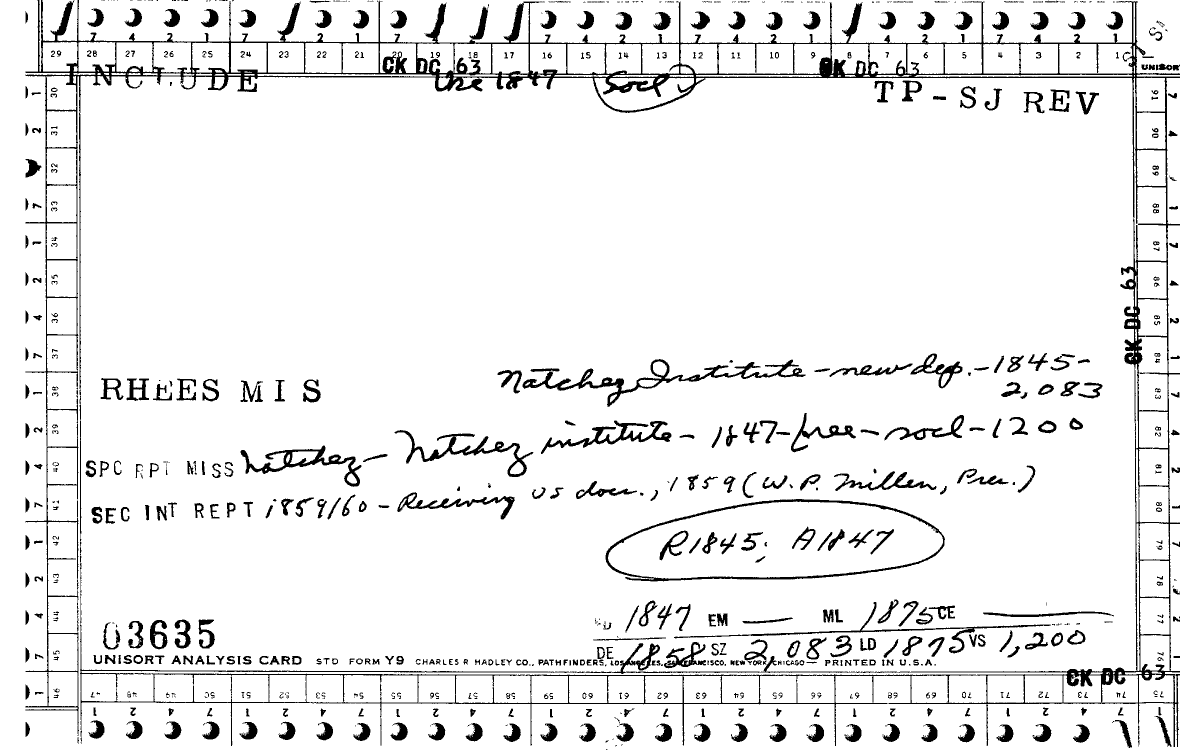 INCLUDE CK DC 63 Use 1847 Socl CK DC 63 TP-SJ REV
UNISORT
CK DC 63
RHEES MIS Natchez Institute - new dep. - 1845 -
2,083
SPC RPT MISS Natchez - Natchez institute - 1847 - free - socl - 1200
SEC INT REPT 1859/60 - Receiving US docs., 1859 (W.P. Millen, Pres.)
R1845; A1847
1847 EM — ML 1875 CE —
03635 DE 1858 SZ 2,083 LD 1875 VS 1,200
UNISORT ANALYSIS CARD STD FORM Y9 CHARLES R HADLEY CO., PATHFINDERS, LOS ANGELES, SAN FRANCISCO, NEW YORK, CHICAGO — PRINTED IN U.S.A.
CK DC 63